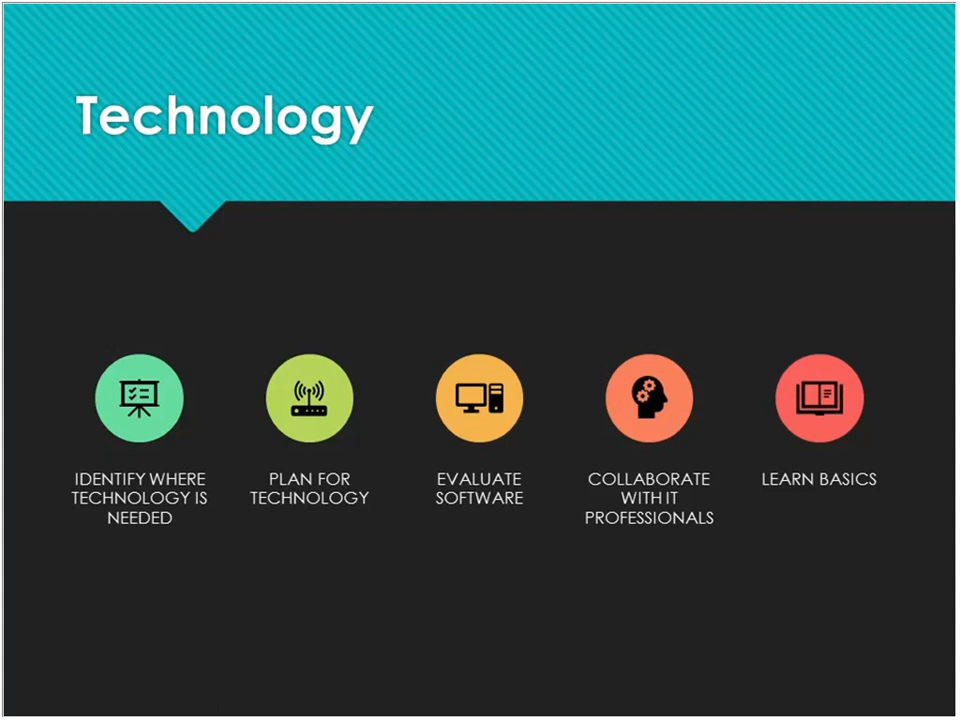 Technology
IDENTIFY WHERE
TECHNOLOGY IS
NEEDED
PLAN FOR
TECHNOLOGY
EVALUATE
SOFTWARE
COLLABORATE
WITH IT
PROFESSIONALS
LEARN BASICS